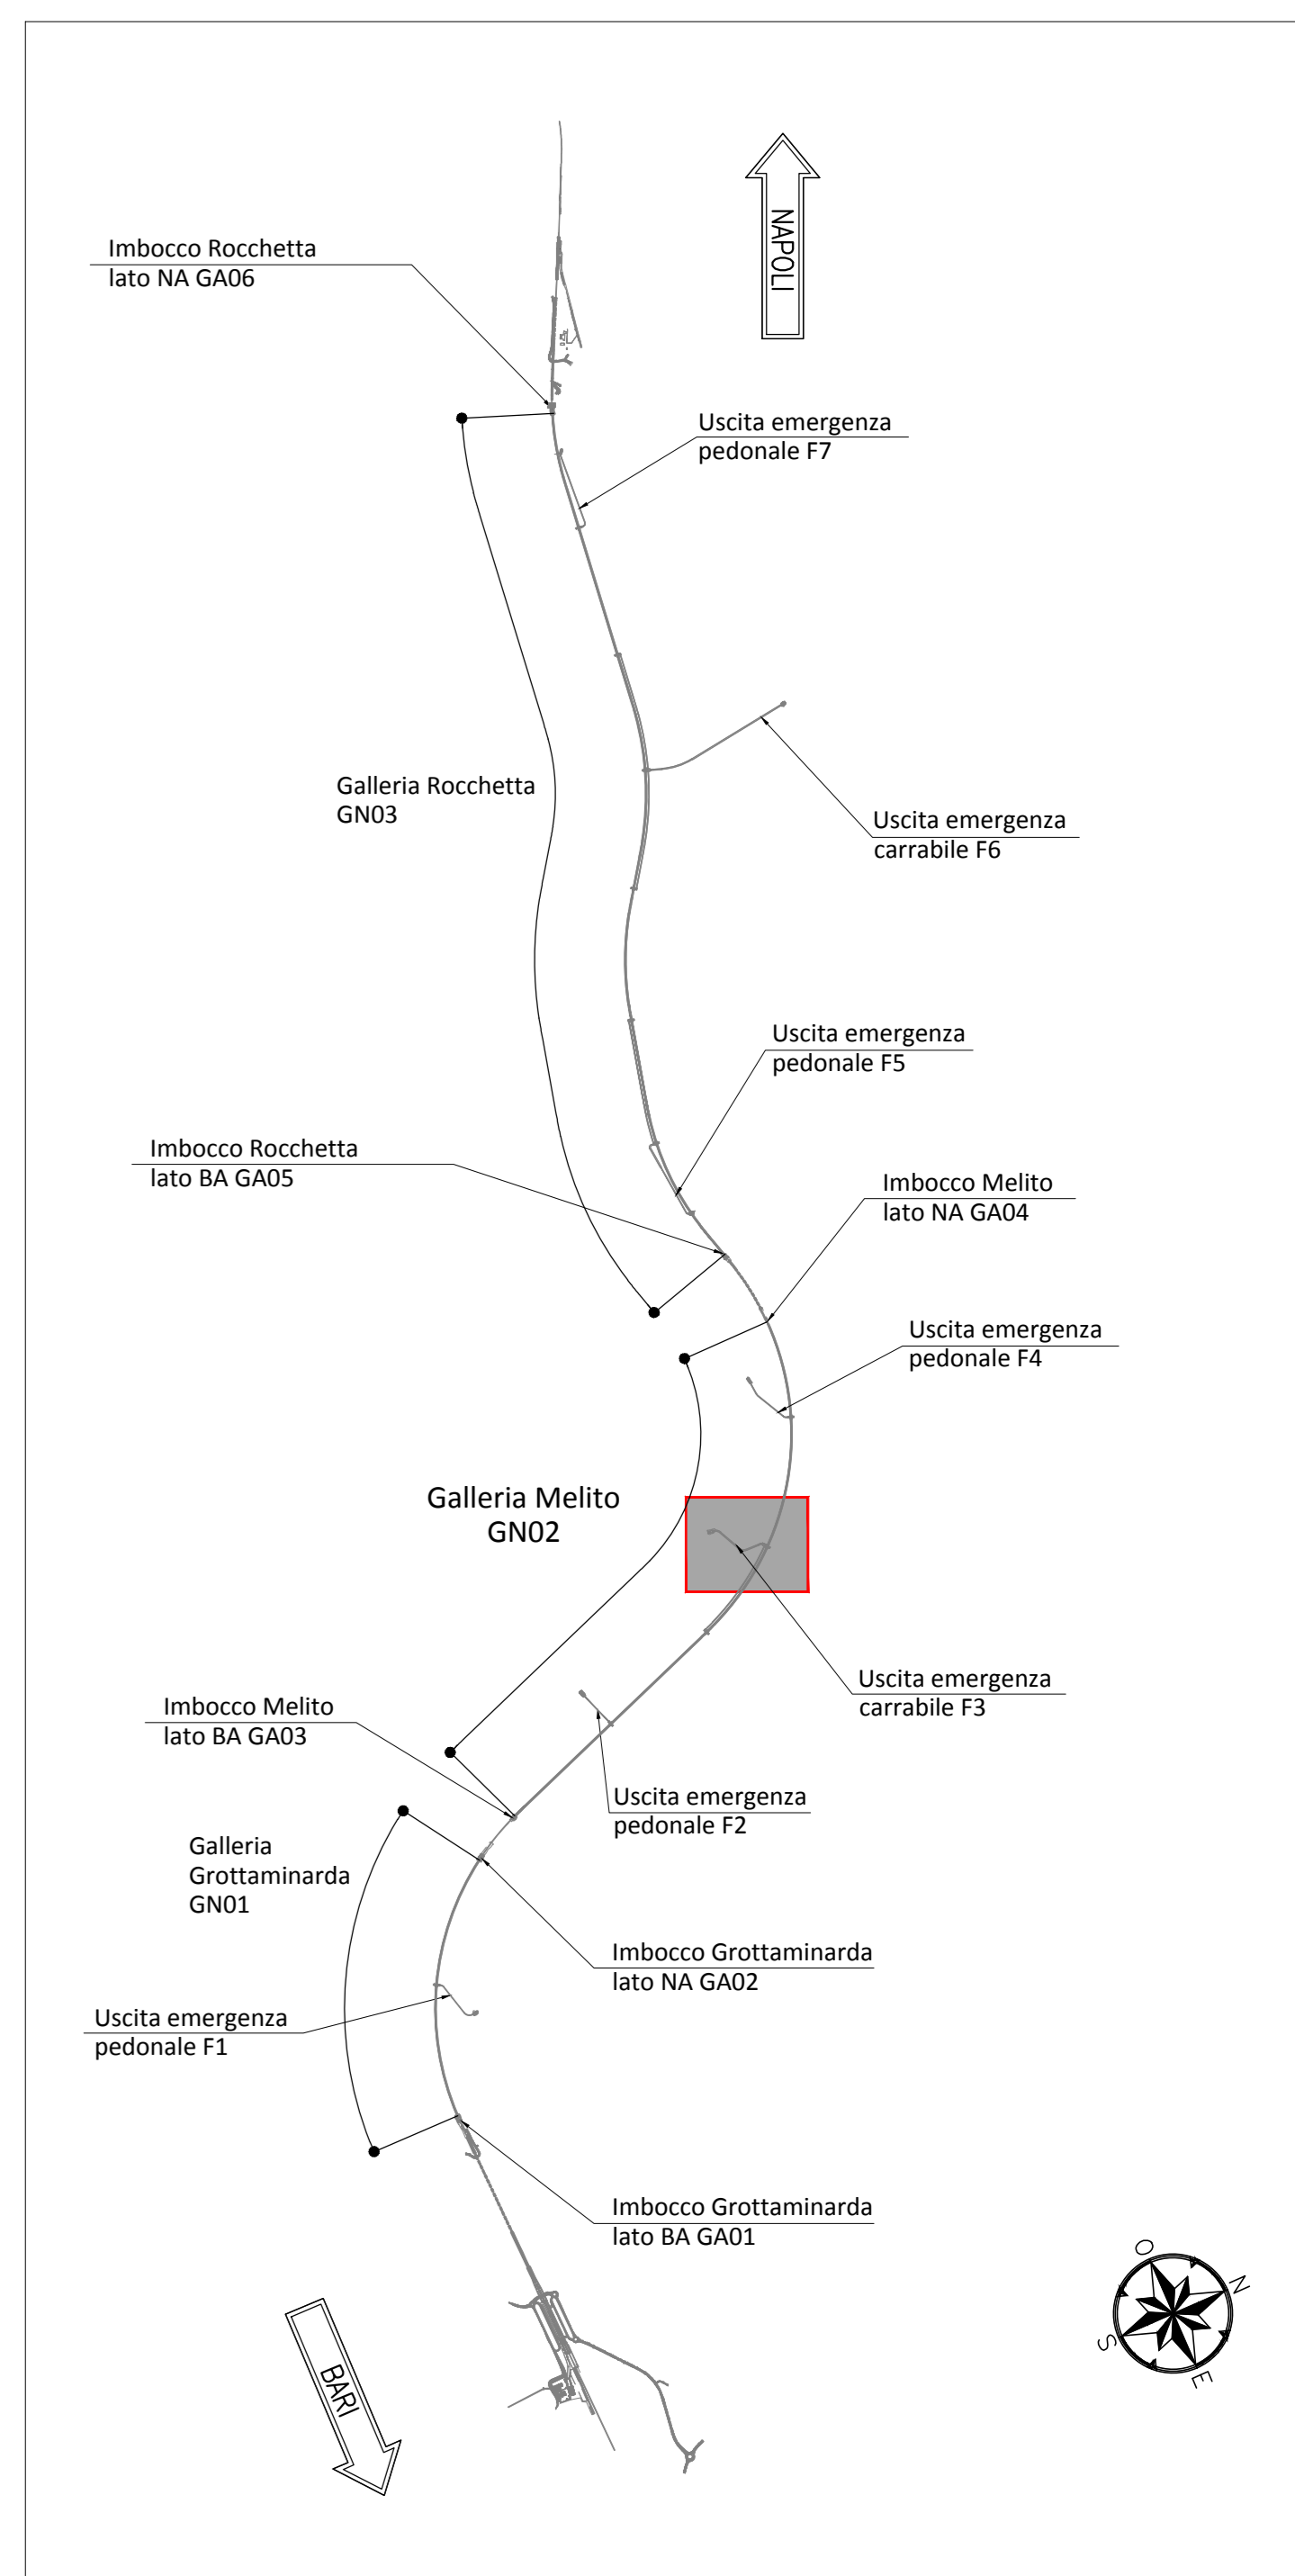 NAPOLI
Imbocco Rocchetta
lato NA GA06
Uscita emergenza
pedonale F7
Galleria Rocchetta
GN03
Uscita emergenza
carrabile F6
Uscita emergenza
pedonale F5
Imbocco Rocchetta
lato BA GA05
Imbocco Melito
lato NA GA04
Uscita emergenza
pedonale F4
Galleria Melito
GN02
Uscita emergenza
carrabile F3
Imbocco Melito
lato BA GA03
Uscita emergenza
pedonale F2
Galleria
Grottaminarda
GN01
Imbocco Grottaminarda
lato NA GA02
Uscita emergenza
pedonale F1
Imbocco Grottaminarda
lato BA GA01
O
N
S
E
BARI